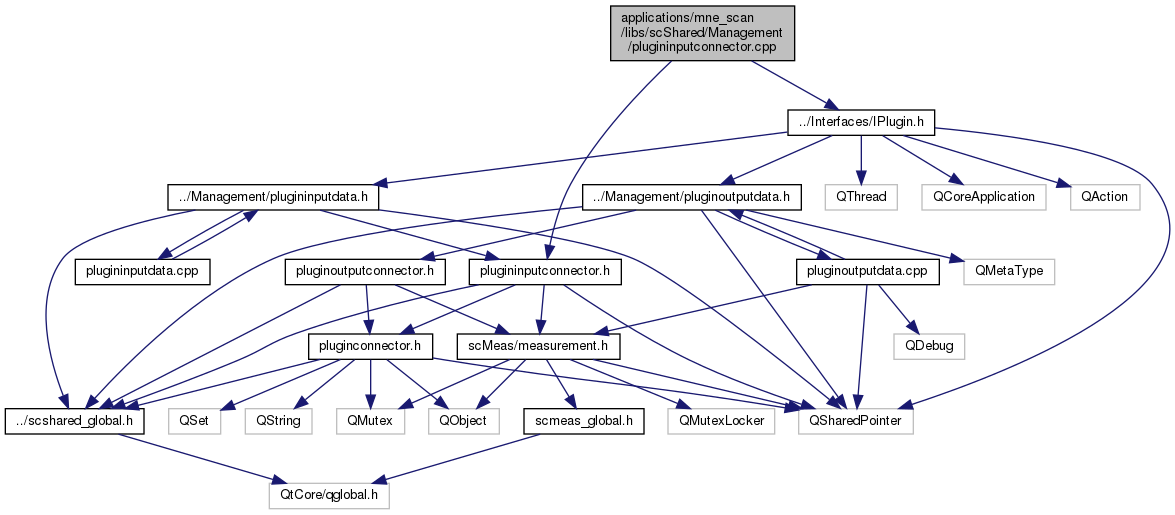 applications/mne_scan
/libs/scShared/Management
/plugininputconnector.cpp
../Interfaces/IPlugin.h
../Management/plugininputdata.h
../Management/pluginoutputdata.h
QThread
QCoreApplication
QAction
plugininputdata.cpp
pluginoutputconnector.h
plugininputconnector.h
pluginoutputdata.cpp
QMetaType
pluginconnector.h
scMeas/measurement.h
QDebug
../scshared_global.h
QSet
QString
QMutex
QObject
scmeas_global.h
QMutexLocker
QSharedPointer
QtCore/qglobal.h